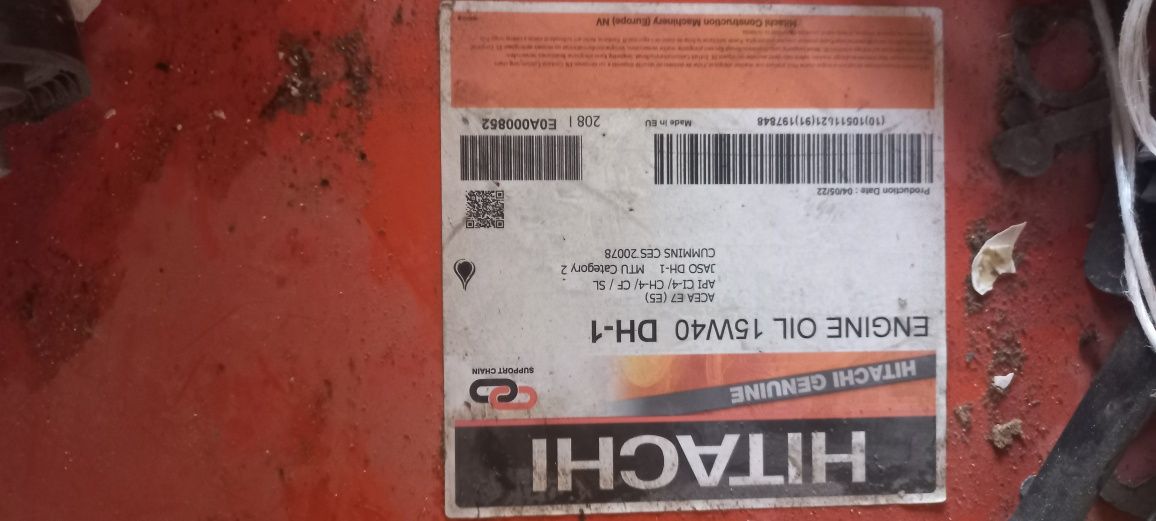 HITACHI
HITACHI GENUINE
SUPPORT CHAIN
ENGINE OIL 15W40 DH-1
ACEA E7 (E5)
API CI-4/ CH-4/ CF / SL
JASO DH-1 MTU Category 2
CUMMINS CES 20078
Production Date : 04/05/22
(10)10511621(91)197848
Made in EU
208 l E0A000852
Hitachi Construction Machinery (Europe) NV